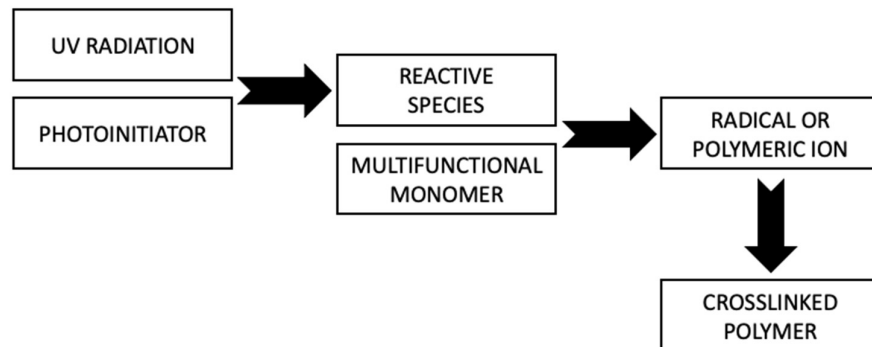 UV RADIATION
PHOTOINITIATOR
REACTIVE
SPECIES
MULTIFUNCTIONAL
MONOMER
RADICAL OR
POLYMERIC ION
CROSSLINKED
POLYMER